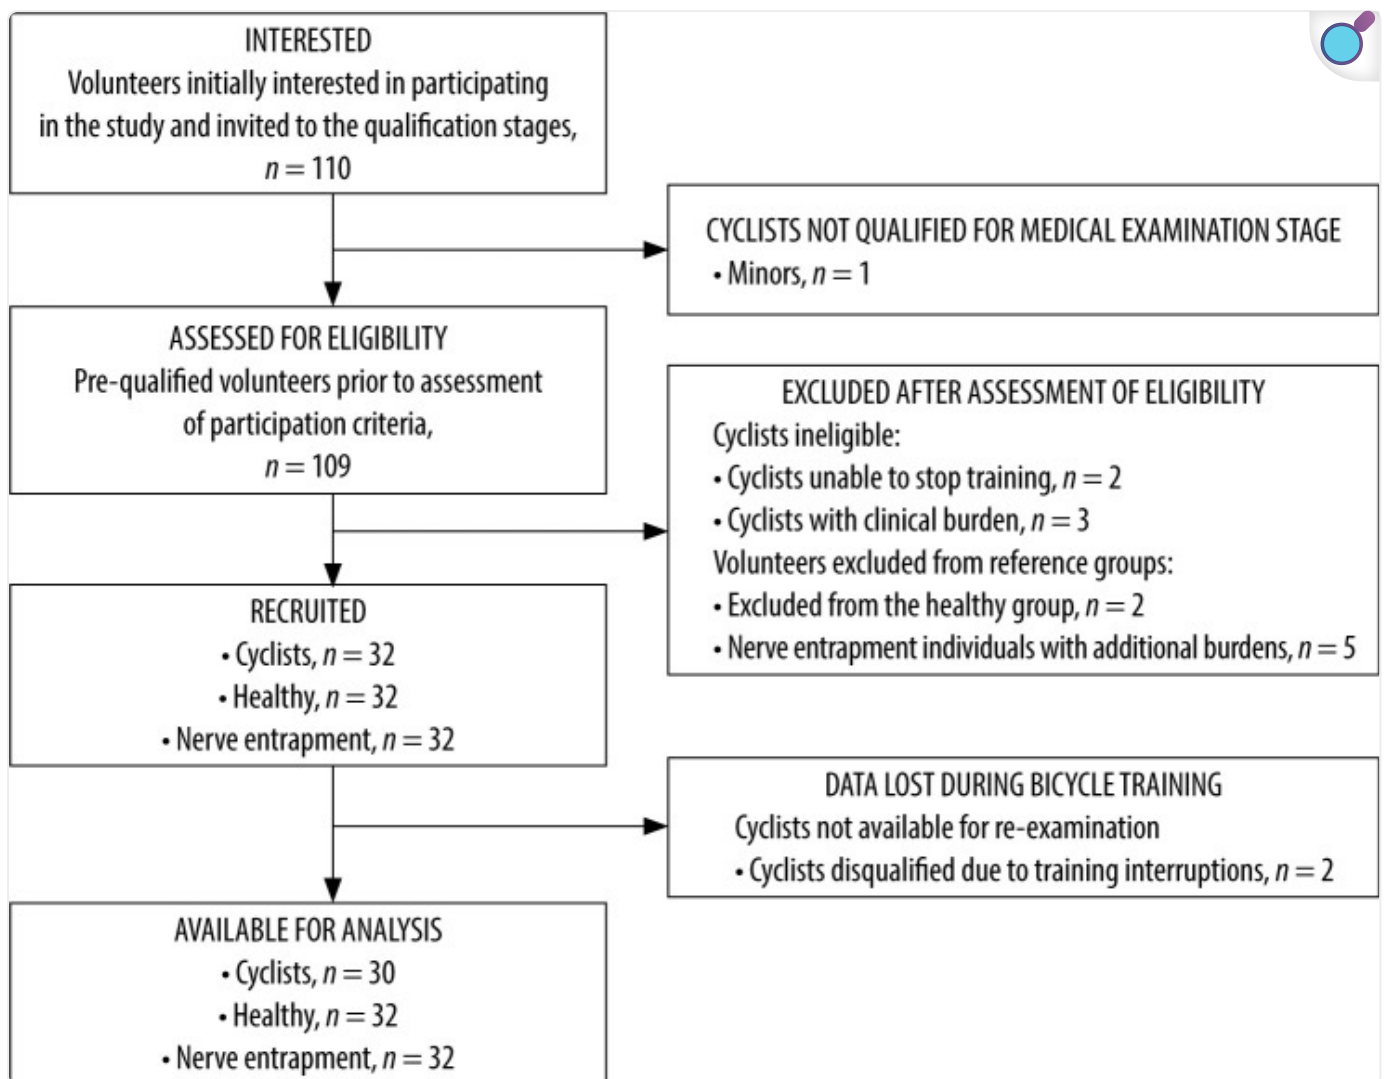 INTERESTED
Volunteers initially interested in participating
in the study and invited to the qualification stages,
n = 110
CYCLISTS NOT QUALIFIED FOR MEDICAL EXAMINATION STAGE
• Minors, n = 1
ASSESSED FOR ELIGIBILITY
Pre-qualified volunteers prior to assessment
of participation criteria,
n = 109
EXCLUDED AFTER ASSESSMENT OF ELIGIBILITY
Cyclists ineligible:
• Cyclists unable to stop training, n = 2
• Cyclists with clinical burden, n = 3
Volunteers excluded from reference groups:
• Excluded from the healthy group, n = 2
• Nerve entrapment individuals with additional burdens, n = 5
RECRUITED
• Cyclists, n = 32
• Healthy, n = 32
• Nerve entrapment, n = 32
DATA LOST DURING BICYCLE TRAINING
Cyclists not available for re-examination
• Cyclists disqualified due to training interruptions, n = 2
AVAILABLE FOR ANALYSIS
• Cyclists, n = 30
• Healthy, n = 32
• Nerve entrapment, n = 32